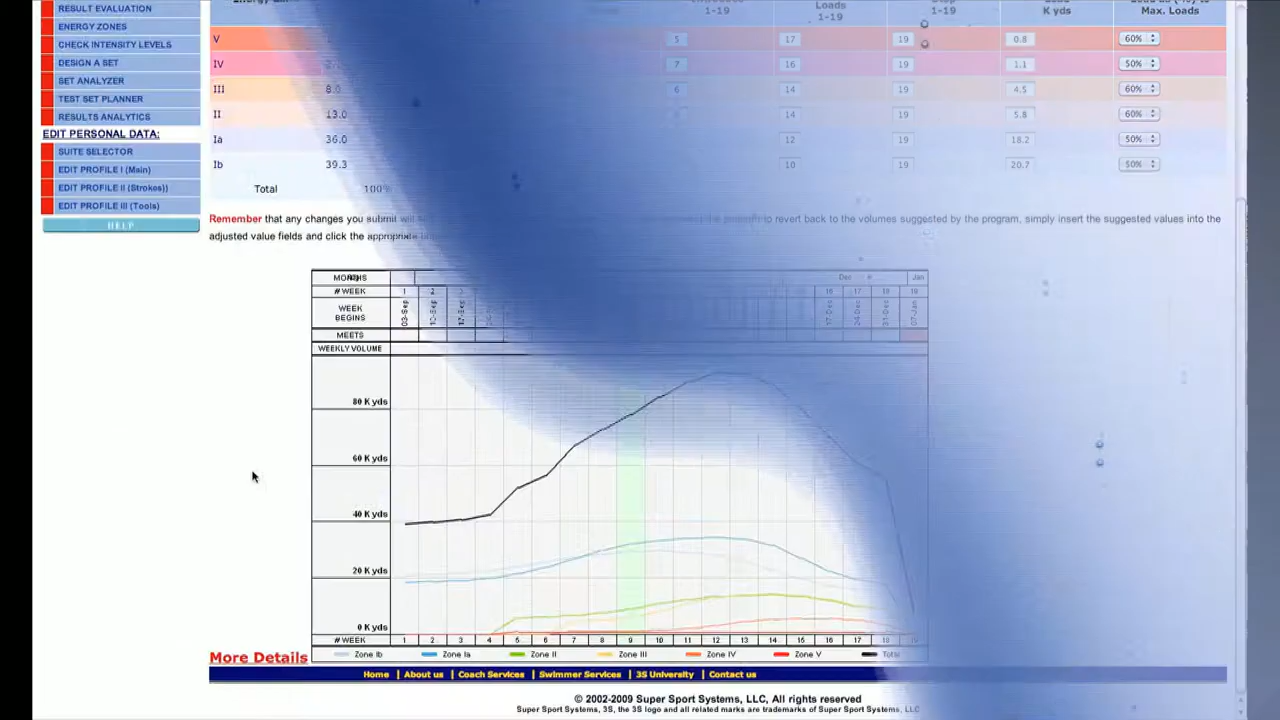 RESULT EVALUATION
ENERGY ZONES
CHECK INTENSITY LEVELS
DESIGN A SET
SET ANALYZER
TEST SET PLANNER
RESULTS ANALYTICS
EDIT PERSONAL DATA:
SUITE SELECTOR
EDIT PROFILE I (Main)
EDIT PROFILE II (Strokes))
EDIT PROFILE III (Tools)
HELP
1-19 Loads 1-19 K yds Max. Loads
1-19
V 5 17 19 0.8 60%
IV 7 16 19 1.1 50%
III 8.0 6 14 19 4.5 60%
II 13.0 14 19 5.8 60%
Ia 36.0 12 19 18.2 50%
Ib 39.3 10 19 20.7 50%
Total 100%
Remember that any changes you submit will revert back to the volumes suggested by the program, simply insert the suggested values into the
adjusted value fields and click the appropriate
MONTHS Dec Jan
# WEEK 1 2 3 16 17 18 19
WEEK BEGINS 03-Sep 10-Sep 17-Sep 17-Dec 24-Dec 31-Dec 07-Jan
MEETS
WEEKLY VOLUME
80 K yds
60 K yds
40 K yds
20 K yds
0 K yds
# WEEK 1 2 3 4 5 6 7 8 9 10 11 12 13 14 15 16 17 18 19
Zone Ib Zone Ia Zone II Zone III Zone IV Zone V Total
More Details
Home | About us | Coach Services | Swimmer Services | 3S University | Contact us
© 2002-2009 Super Sport Systems, LLC, All rights reserved
Super Sport Systems, 3S, the 3S logo and all related marks are trademarks of Super Sport Systems, LLC